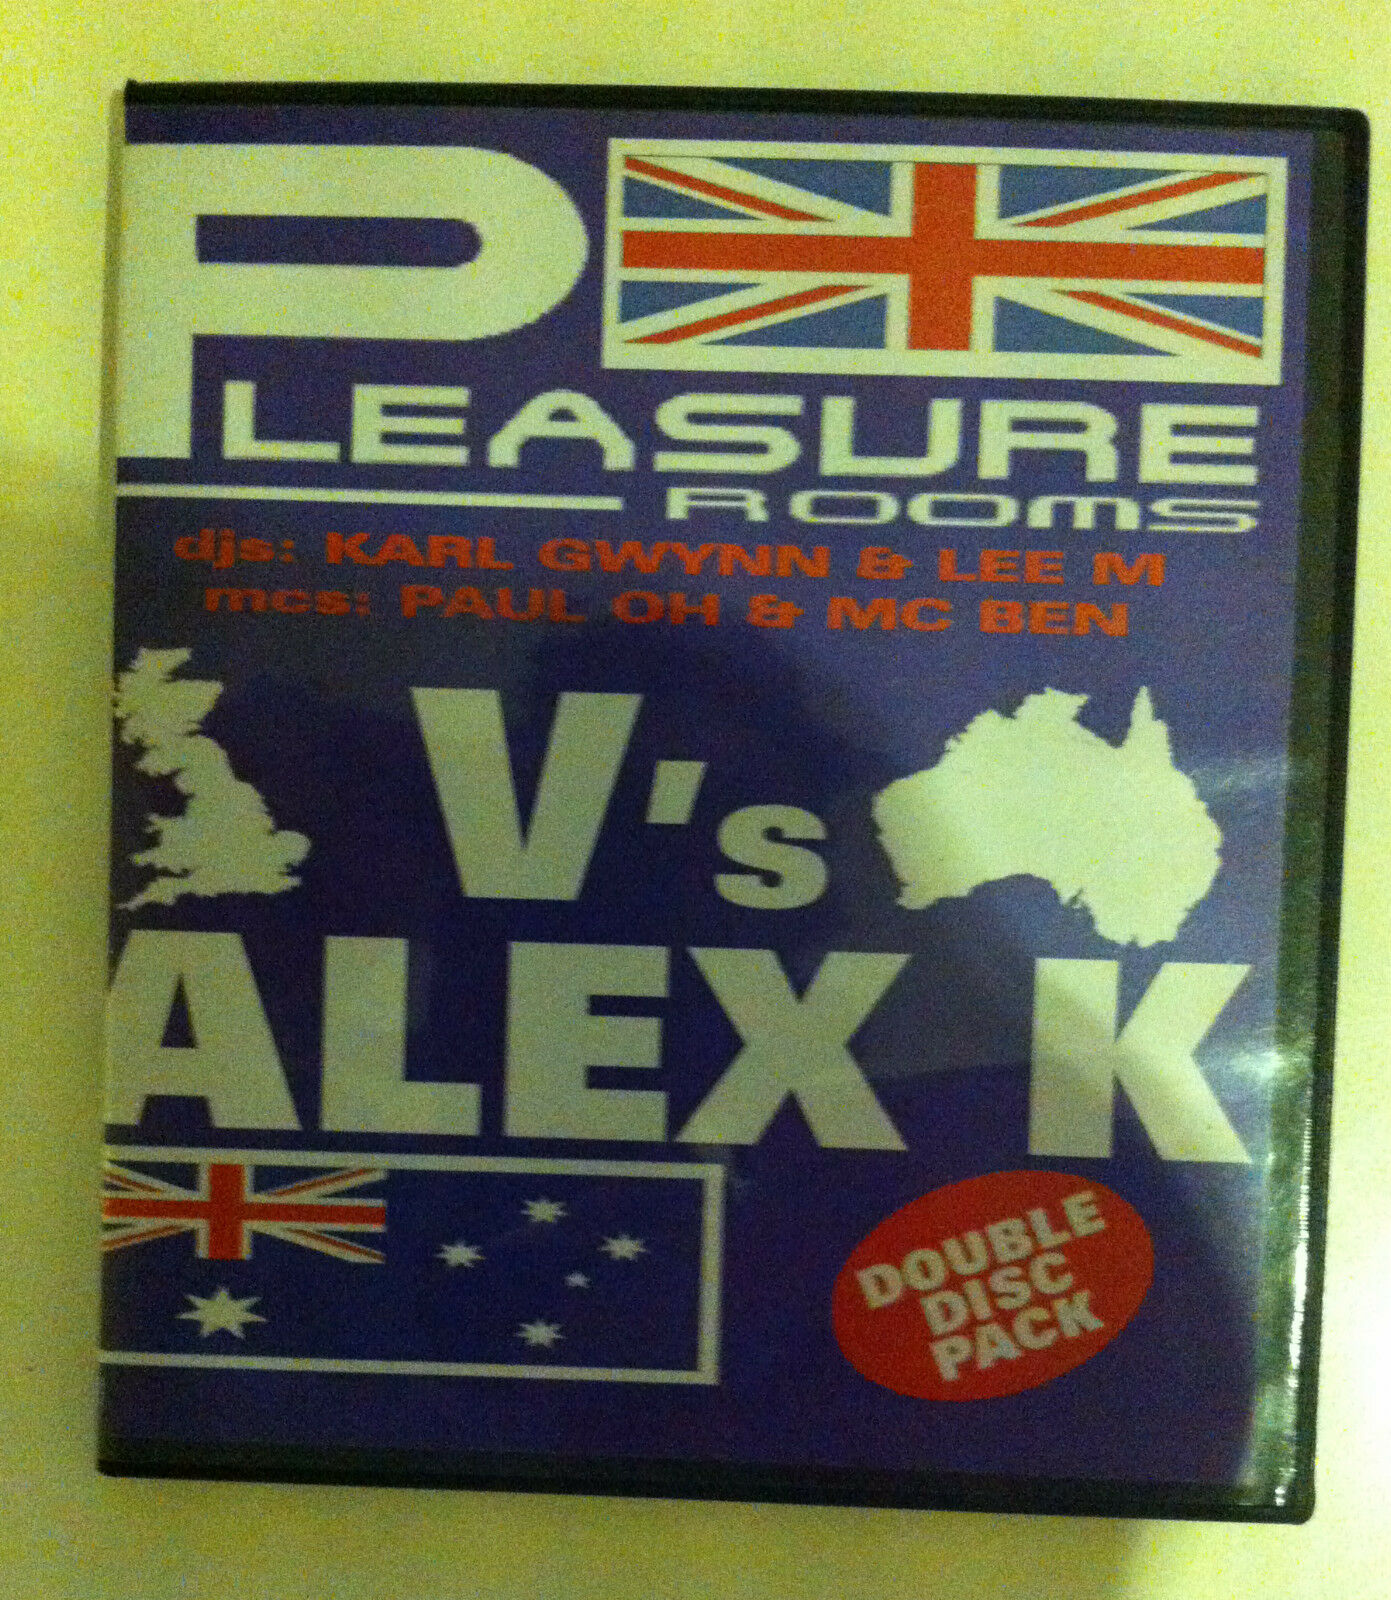 PLEASURE
ROOMS
djs: KARL GWYNN & LEE M
mcs: PAUL OH & MC BEN
V's
ALEX K
DOUBLE
DISC
PACK